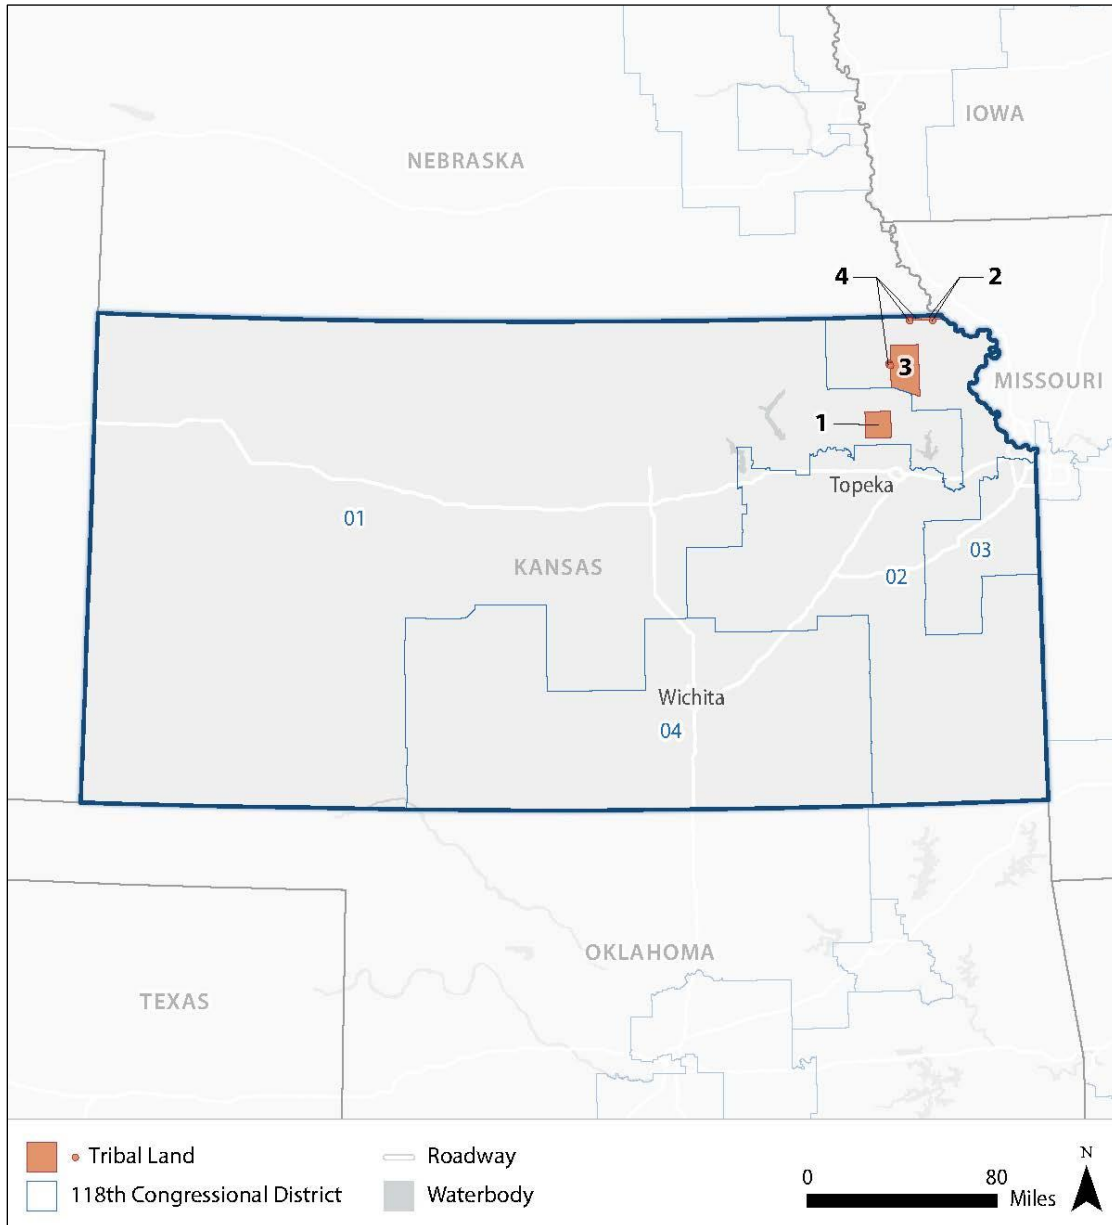 IOWA
NEBRASKA
4
2
3
MISSOURI
1
Topeka
01
03
KANSAS
02
Wichita
04
OKLAHOMA
TEXAS
Tribal Land
Roadway
N
118th Congressional District
Waterbody
0
80
Miles